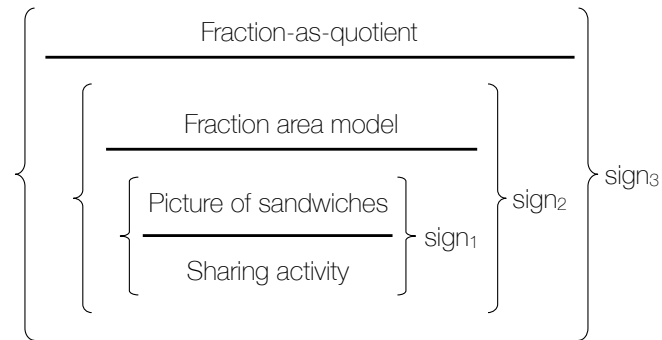 Fraction-as-quotient
Fraction area model
sign₃
Picture of sandwiches
sign₂
sign₁
Sharing activity